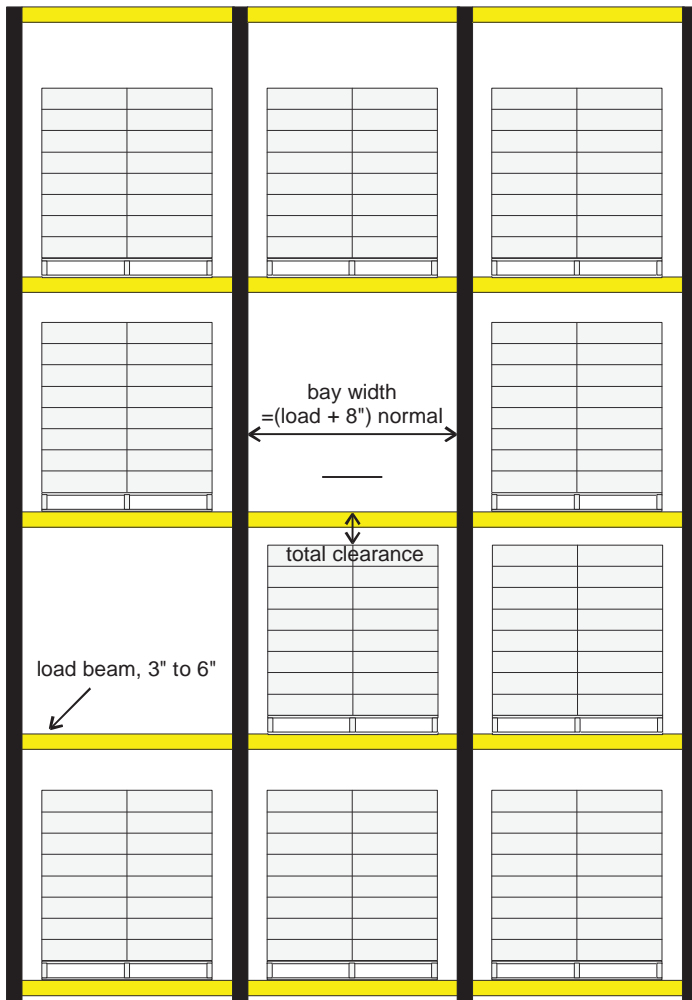 bay width
=(load + 8") normal
total clearance
load beam, 3" to 6"